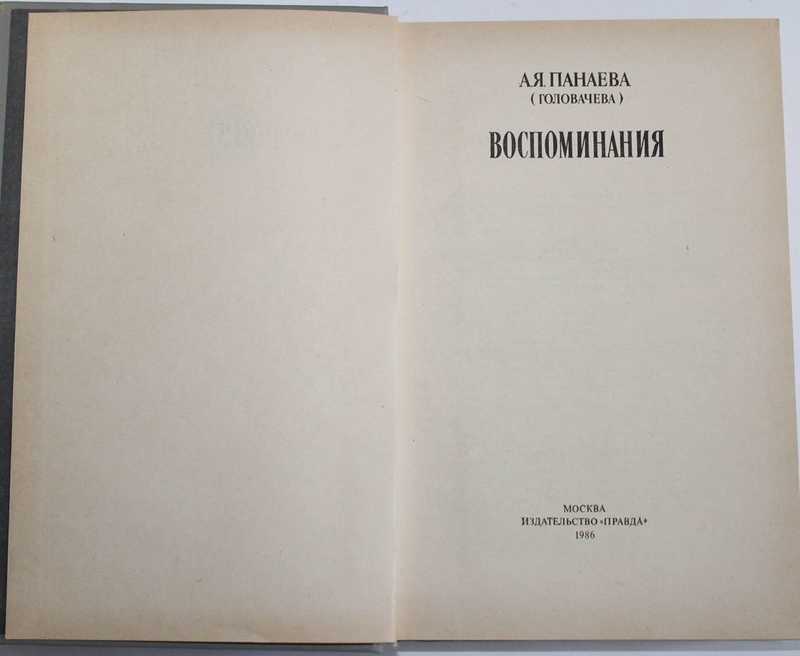 А.Я. ПАНАЕВА
( ГОЛОВАЧЕВА )
ВОСПОМИНАНИЯ
МОСКВА
ИЗДАТЕЛЬСТВО «ПРАВДА»
1986